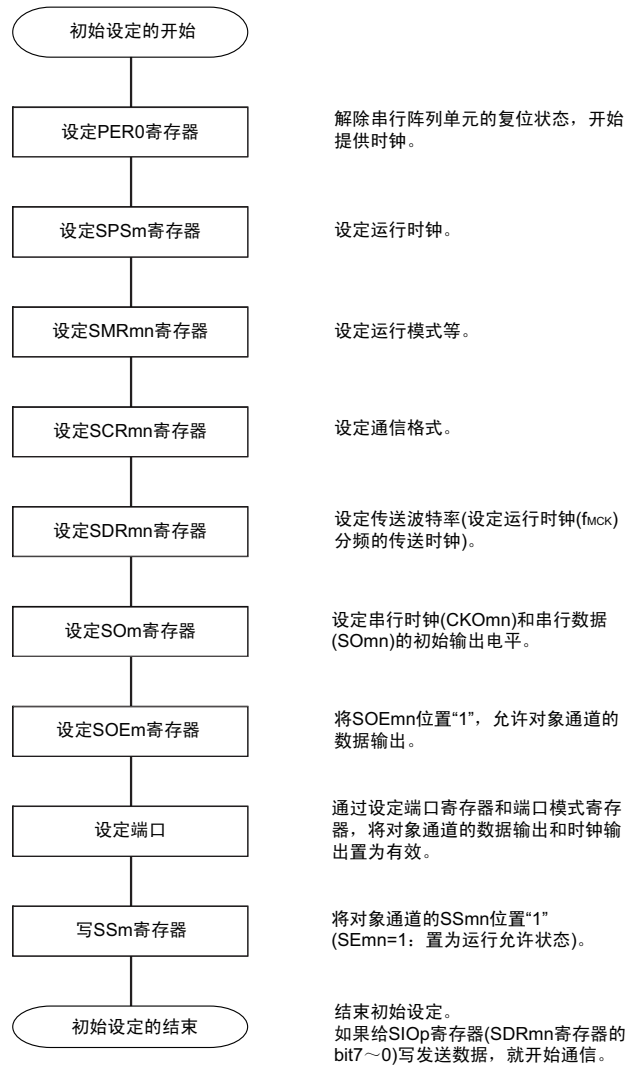 初始设定的开始
设定PER0寄存器
解除串行阵列单元的复位状态，开始
提供时钟。
设定SPSm寄存器
设定运行时钟。
设定SMRmn寄存器
设定运行模式等。
设定SCRmn寄存器
设定通信格式。
设定SDRmn寄存器
设定传送波特率(设定运行时钟(fMCK)
分频的传送时钟)。
设定SOm寄存器
设定串行时钟(CKOmn)和串行数据
(SOmn)的初始输出电平。
设定SOEm寄存器
将SOEmn位置“1”，允许对象通道的
数据输出。
设定端口
通过设定端口寄存器和端口模式寄存
器，将对象通道的数据输出和时钟输
出置为有效。
写SSm寄存器
将对象通道的SSmn位置“1”
(SEmn=1：置为运行允许状态)。
初始设定的结束
结束初始设定。
如果给SIOp寄存器(SDRmn寄存器的
bit7～0)写发送数据，就开始通信。